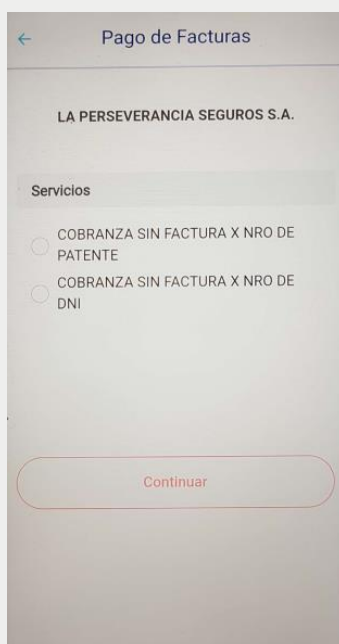 Pago de Facturas
LA PERSEVERANCIA SEGUROS S.A.
Servicios
COBRANZA SIN FACTURA X NRO DE
PATENTE
COBRANZA SIN FACTURA X NRO DE
DNI
Continuar